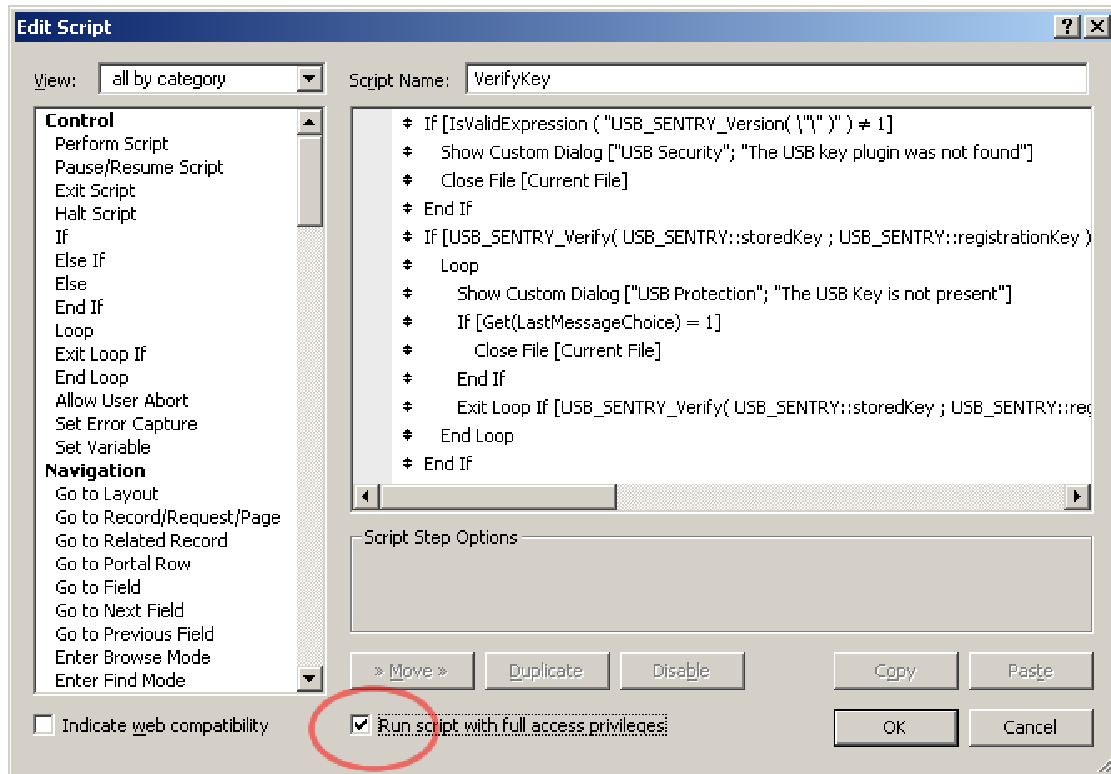 Edit Script
View: all by category
Script Name: VerifyKey
Control
Perform Script
Pause/Resume Script
Exit Script
Halt Script
If
Else If
Else
End If
Loop
Exit Loop If
End Loop
Allow User Abort
Set Error Capture
Set Variable
Navigation
Go to Layout
Go to Record/Request/Page
Go to Related Record
Go to Portal Row
Go to Field
Go to Next Field
Go to Previous Field
Enter Browse Mode
Enter Find Mode
If [IsValidExpression ( "USB_SENTRY_Version( \"\" )" ) ≠ 1]
Show Custom Dialog ["USB Security"; "The USB key plugin was not found"]
Close File [Current File]
End If
If [USB_SENTRY_Verify( USB_SENTRY::storedKey ; USB_SENTRY::registrationKey )
Loop
Show Custom Dialog ["USB Protection"; "The USB Key is not present"]
If [Get(LastMessageChoice) = 1]
Close File [Current File]
End If
Exit Loop If [USB_SENTRY_Verify( USB_SENTRY::storedKey ; USB_SENTRY::reg
End Loop
End If
Script Step Options
» Move »
Duplicate
Disable
Copy
Paste
Indicate web compatibility
Run script with full access privileges
OK
Cancel